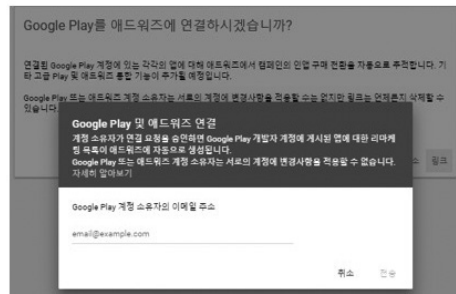 Google Play를 애드워즈에 연결하시겠습니까?
연결된 Google Play 계정에 있는 각각의 앱에 대해 애드워즈에서 캠페인의 인앱 구매 전환을 자동으로 추적합니다. 기
타 고급 Play 및 애드워즈 통합 기능이 추가될 예정입니다.
Google Play 또는 애드워즈 계정 소유자는 서로의 계정에 변경사항을 적용할 수는 없지만 링크는 언제든지 삭제할 수
있습니다.
Google Play 및 애드워즈 연결
계정 소유자가 연결 요청을 승인하면 Google Play 개발자 계정에 게시된 앱에 대한 리마케
팅 목록이 애드워즈에 자동으로 생성됩니다.
Google Play 또는 애드워즈 계정 소유자는 서로의 계정에 변경사항을 적용할 수 없습니다.
자세히 알아보기
소 링크
Google Play 계정 소유자의 이메일 주소
email@example.com
취소 전송